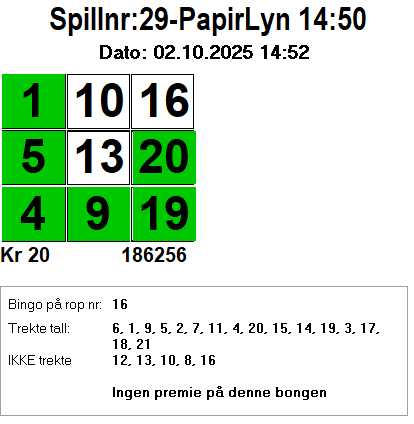 Spillnr:29-PapirLyn 14:50
Dato: 02.10.2025 14:52
1 10 16
5 13 20
4 9 19
Kr 20 186256
Bingo på rop nr: 16
Trekte tall: 6, 1, 9, 5, 2, 7, 11, 4, 20, 15, 14, 19, 3, 17,
18, 21
IKKE trekte 12, 13, 10, 8, 16
Ingen premie på denne bongen